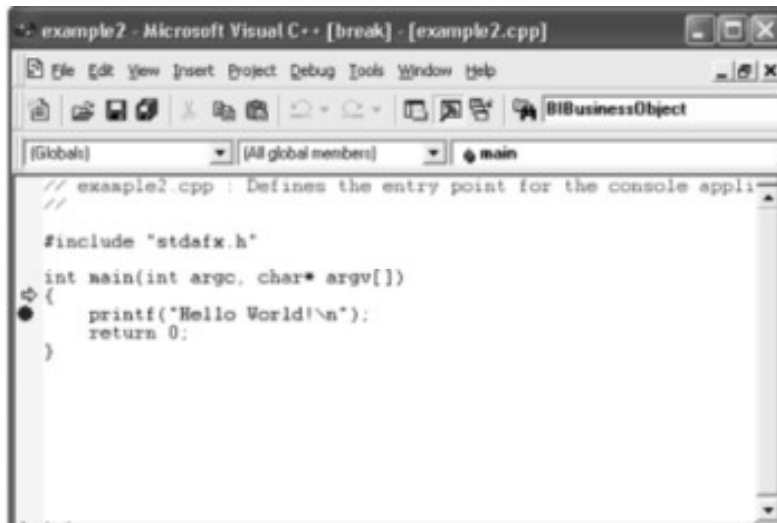 example2 - Microsoft Visual C++ [break] - [example2.cpp]
File Edit View Insert Project Debug Tools Window Help
BIBusinessObject
(Globals) (All global members) main
// example2.cpp : Defines the entry point for the console appli
//
#include "stdafx.h"
int main(int argc, char* argv[])
{
printf("Hello World!\n");
return 0;
}